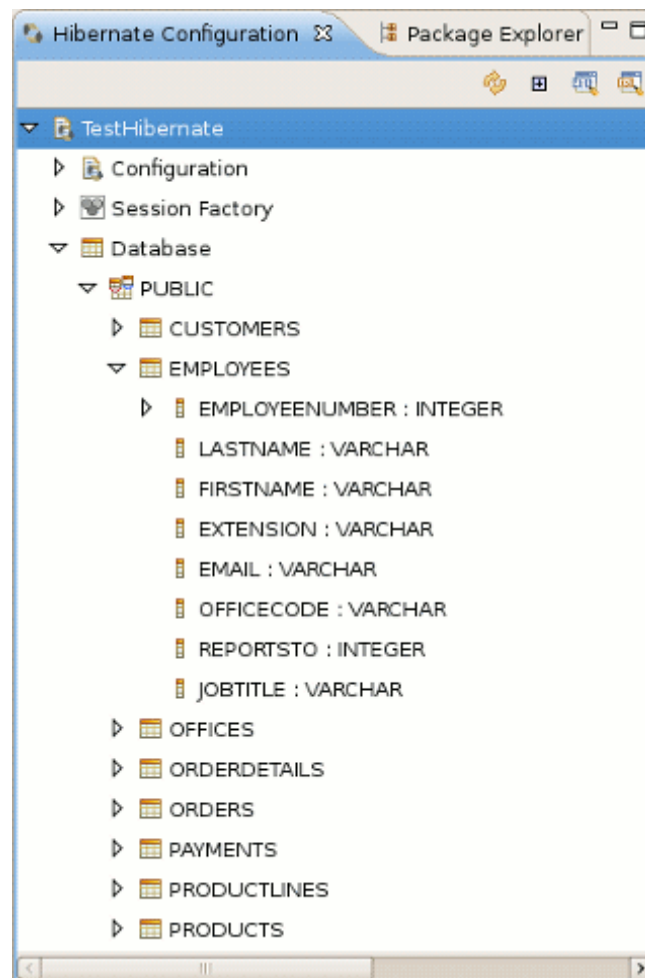 Hibernate Configuration Package Explorer
TestHibernate
Configuration
Session Factory
Database
PUBLIC
CUSTOMERS
EMPLOYEES
EMPLOYEENUMBER : INTEGER
LASTNAME : VARCHAR
FIRSTNAME : VARCHAR
EXTENSION : VARCHAR
EMAIL : VARCHAR
OFFICECODE : VARCHAR
REPORTSTO : INTEGER
JOBTITLE : VARCHAR
OFFICES
ORDERDETAILS
ORDERS
PAYMENTS
PRODUCTLINES
PRODUCTS